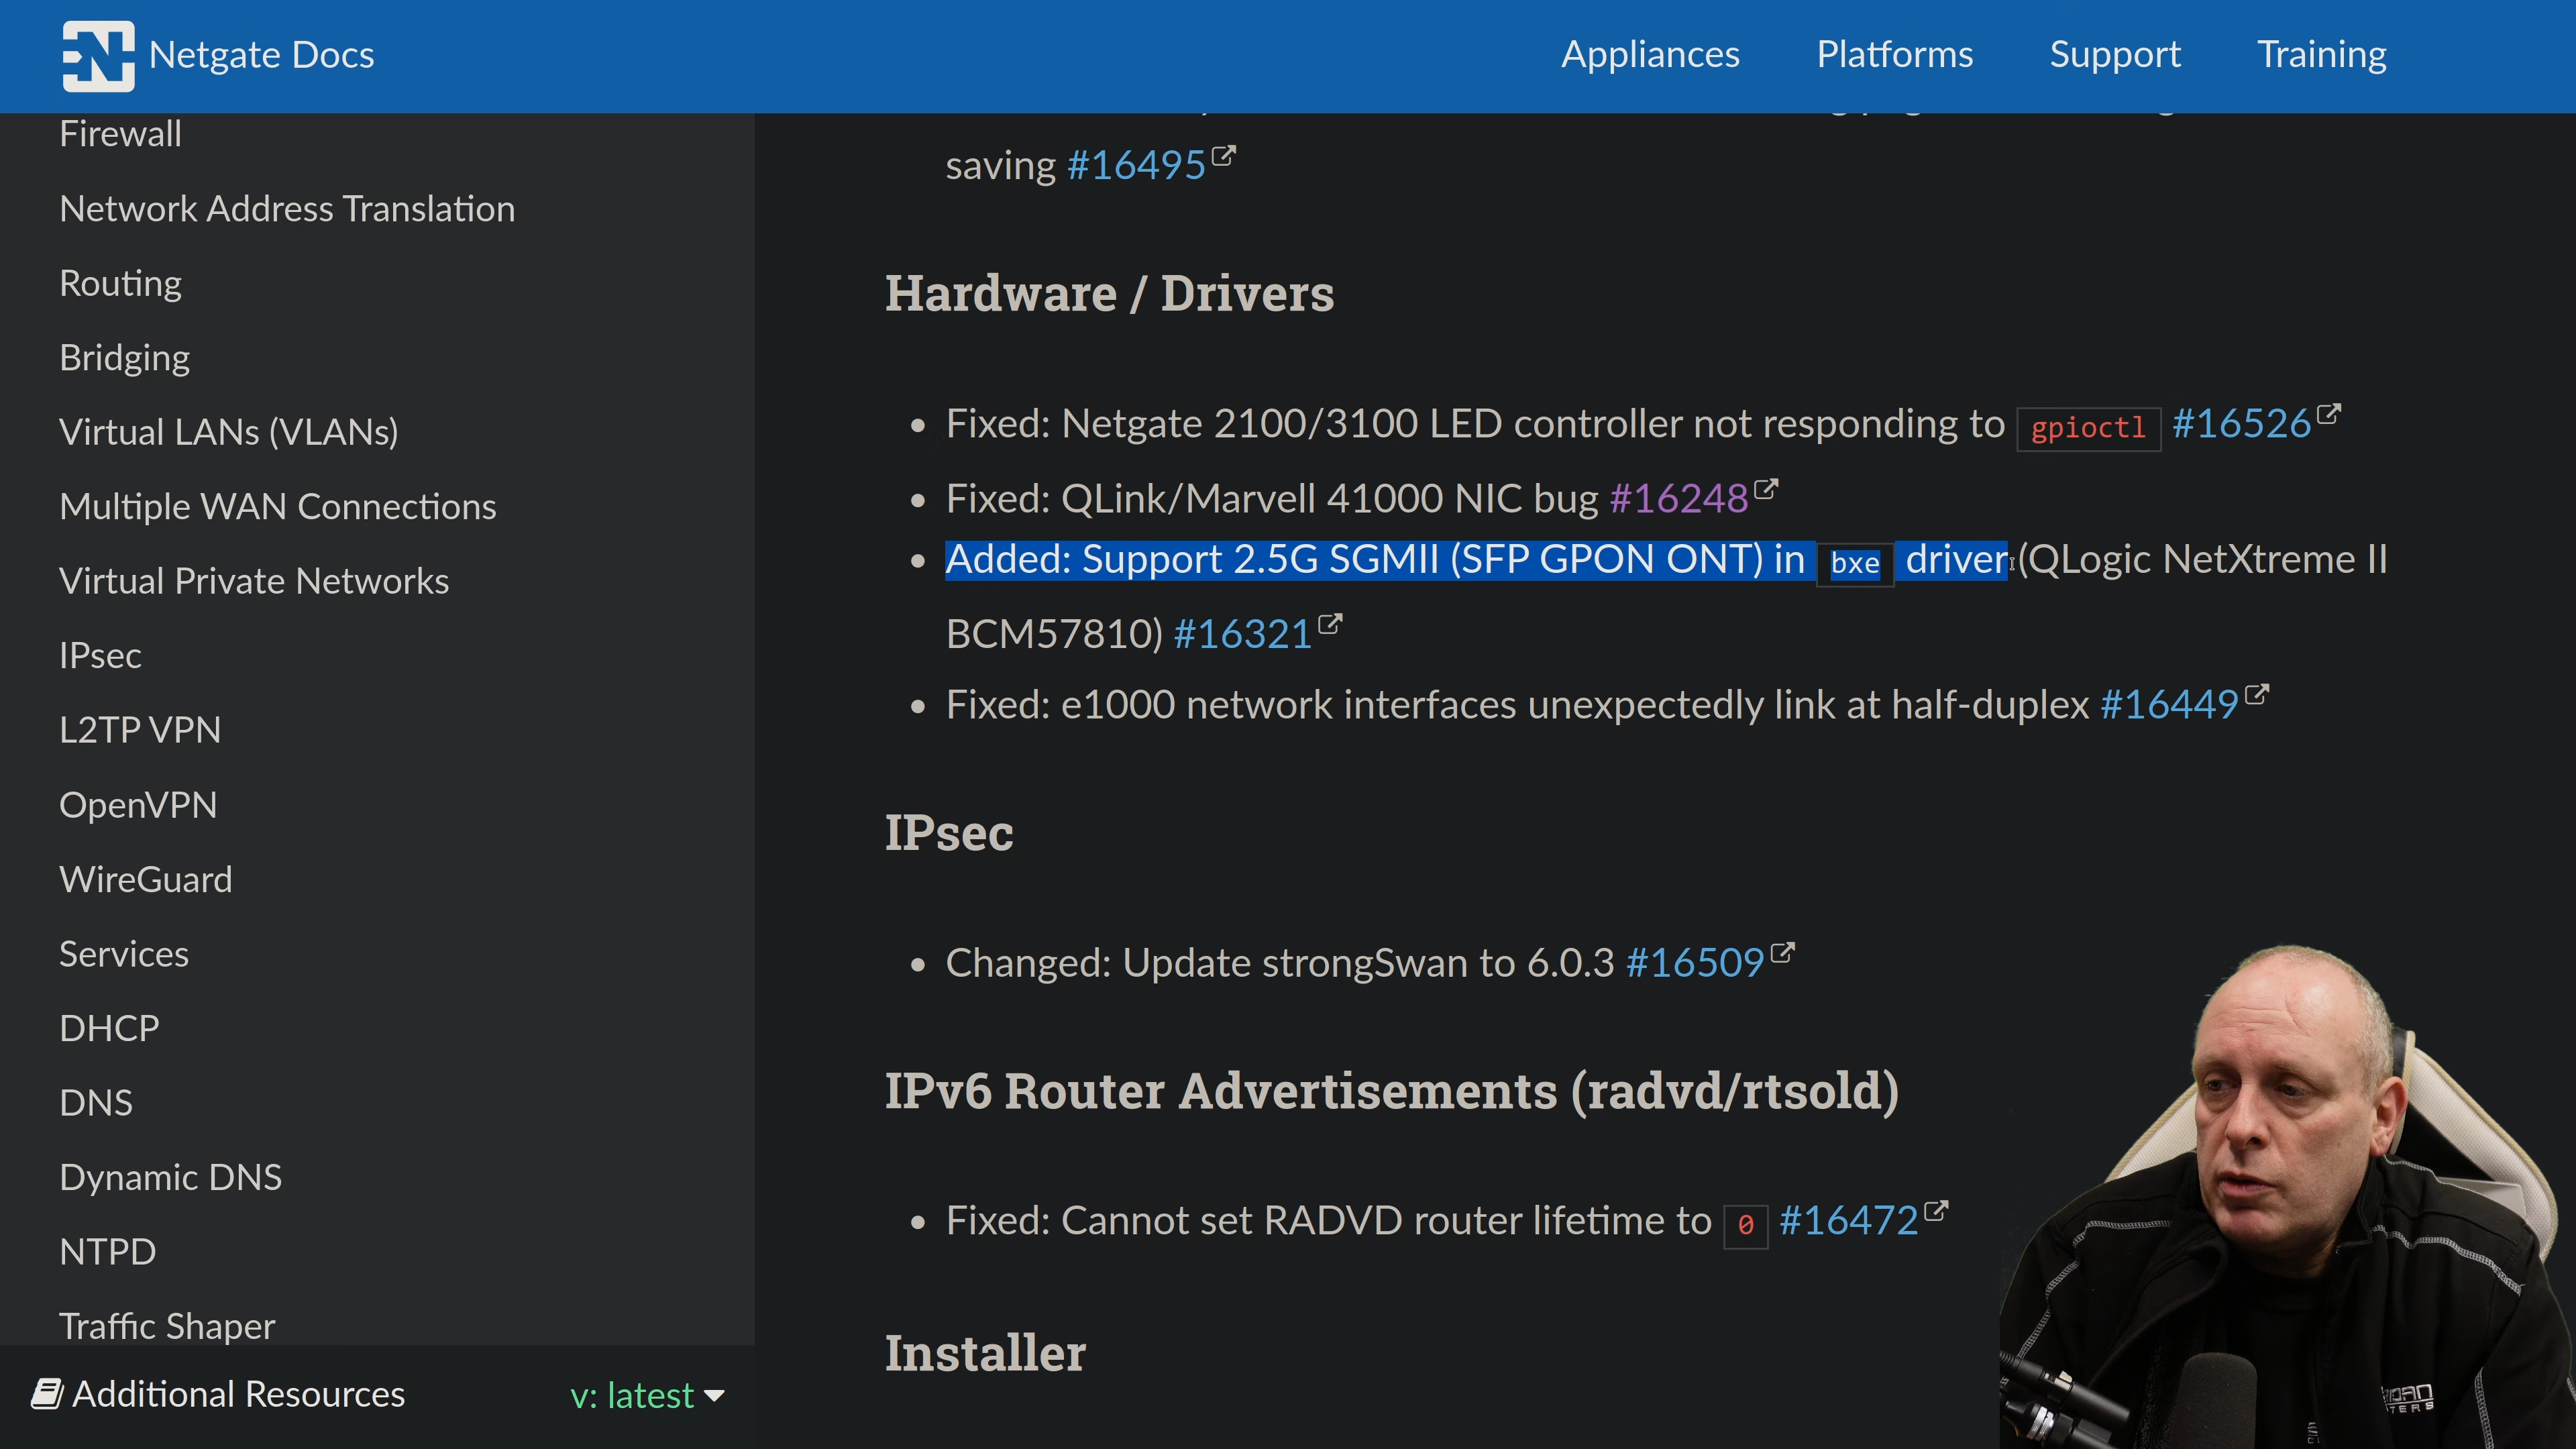 Netgate Docs
Appliances Platforms Support Training
Firewall
Network Address Translation
Routing
Bridging
Virtual LANs (VLANs)
Multiple WAN Connections
Virtual Private Networks
IPsec
L2TP VPN
OpenVPN
WireGuard
Services
DHCP
DNS
Dynamic DNS
NTPD
Traffic Shaper
Additional Resources v: latest
saving #16495
Hardware / Drivers
Fixed: Netgate 2100/3100 LED controller not responding to gpioctl #16526
Fixed: QLink/Marvell 41000 NIC bug #16248
Added: Support 2.5G SGMII (SFP GPON ONT) in bxe driver (QLogic NetXtreme II
BCM57810) #16321
Fixed: e1000 network interfaces unexpectedly link at half-duplex #16449
IPsec
Changed: Update strongSwan to 6.0.3 #16509
IPv6 Router Advertisements (radvd/rtsold)
Fixed: Cannot set RADVD router lifetime to 0 #16472
Installer